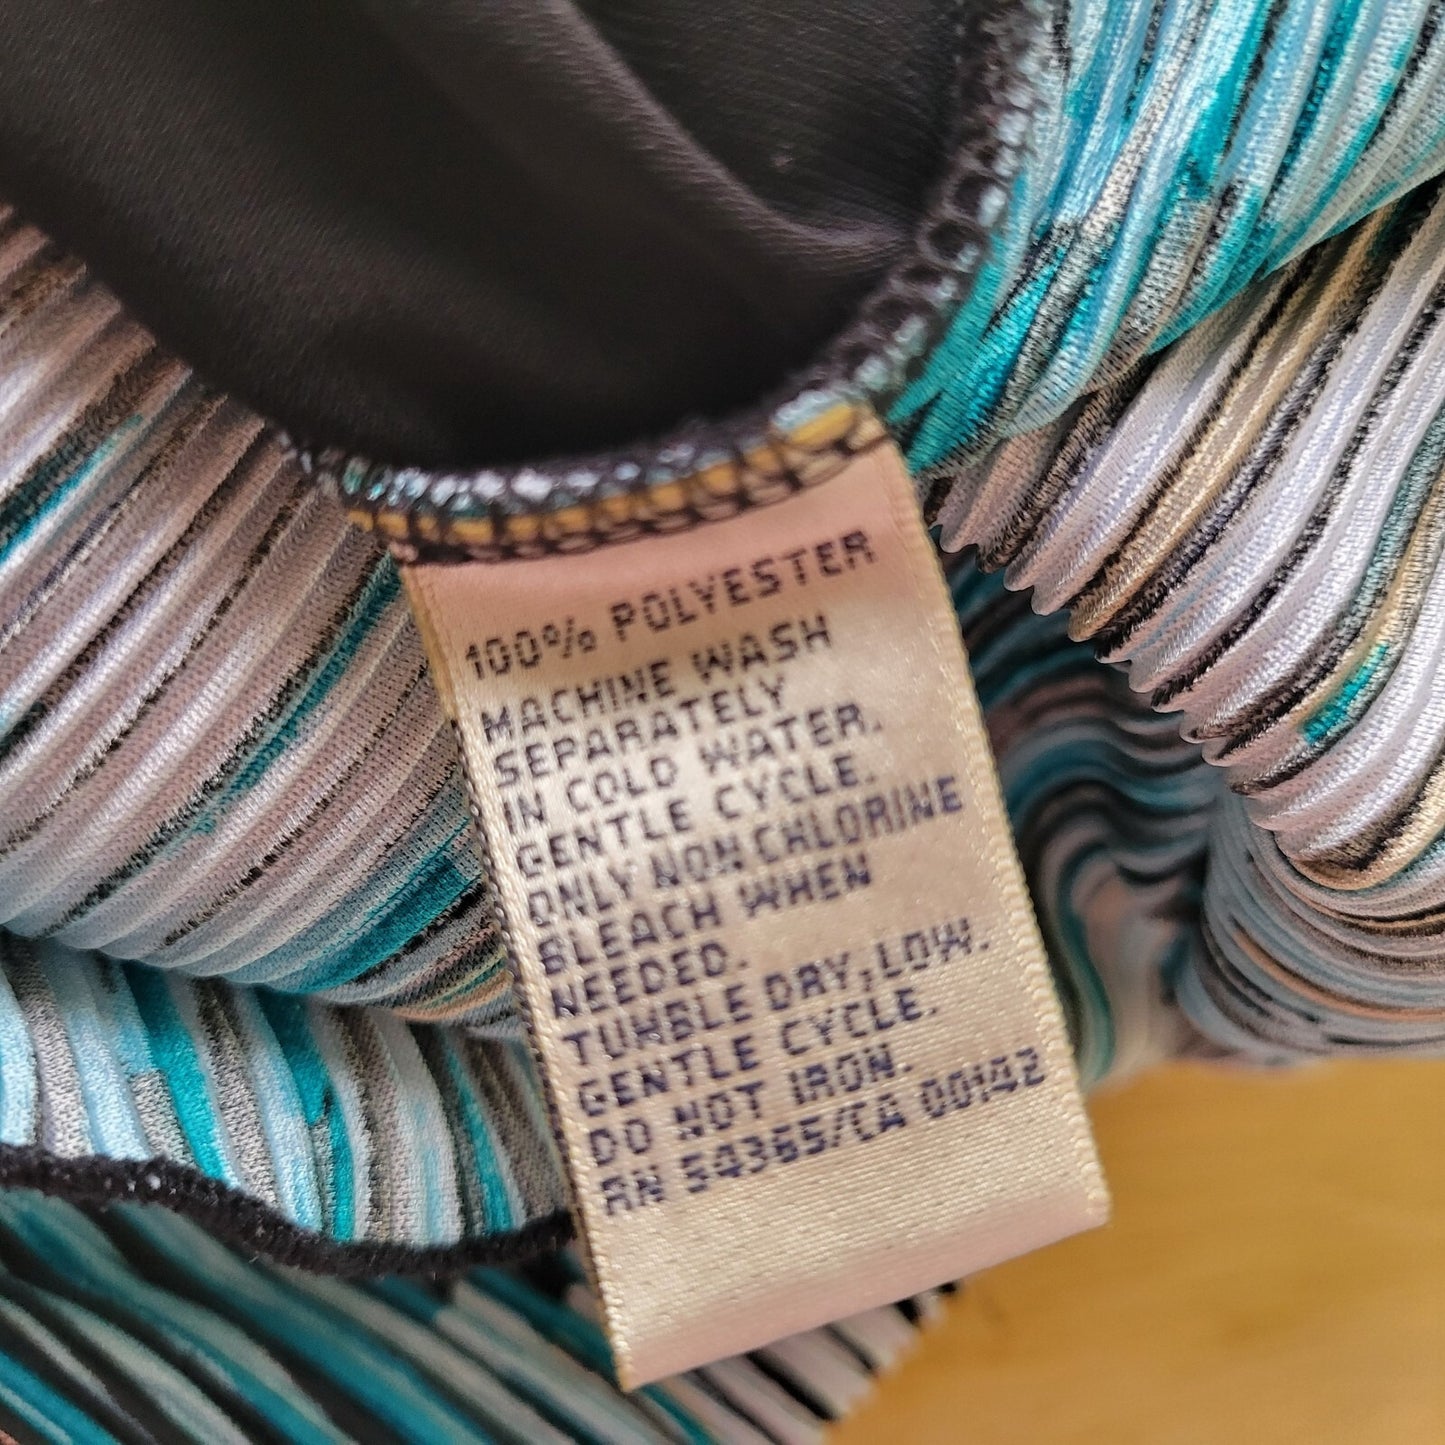 100% POLYESTER
MACHINE WASH
SEPARATELY
IN COLD WATER.
GENTLE CYCLE.
ONLY NON CHLORINE
BLEACH WHEN
NEEDED.
TUMBLE DRY, LOW.
GENTLE CYCLE.
DO NOT IRON.
RN 54365/CA 00142